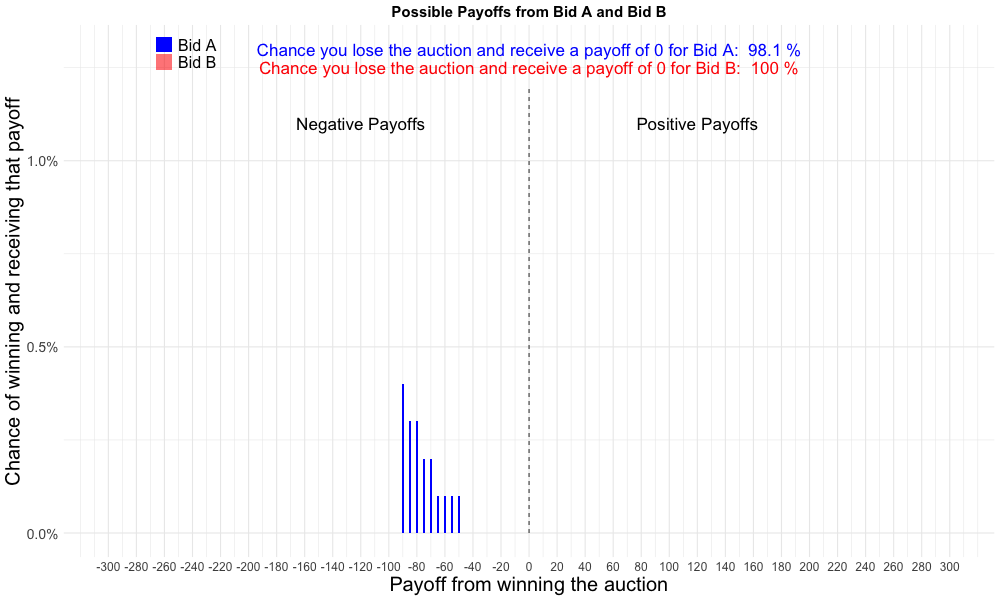 Possible Payoffs from Bid A and Bid B
Bid A
Bid B
Chance you lose the auction and receive a payoff of 0 for Bid A:  98.1 %
Chance you lose the auction and receive a payoff of 0 for Bid B:  100 %
Negative Payoffs
Positive Payoffs
Chance of winning and receiving that payoff
1.0%
0.5%
0.0%
-300 -280 -260 -240 -220 -200 -180 -160 -140 -120 -100 -80 -60 -40 -20 0 20 40 60 80 100 120 140 160 180 200 220 240 260 280 300
Payoff from winning the auction